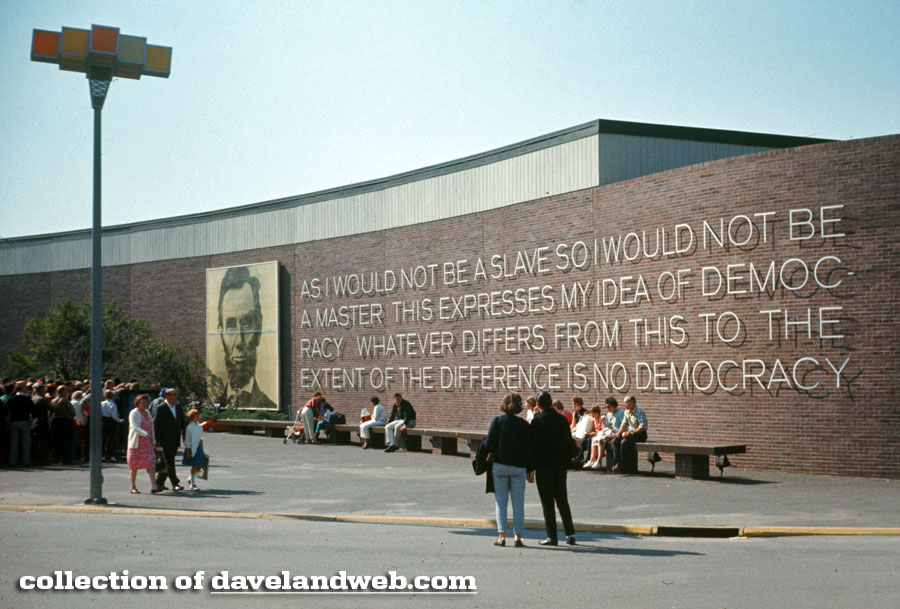 AS I WOULD NOT BE A SLAVE SO I WOULD NOT BE
A MASTER THIS EXPRESSES MY IDEA OF DEMOC-
RACY WHATEVER DIFFERS FROM THIS TO THE
EXTENT OF THE DIFFERENCE IS NO DEMOCRACY
collection of davelandweb.com